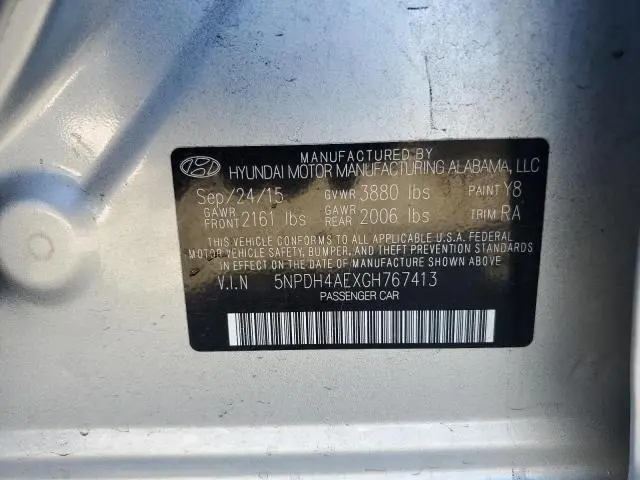 MANUFACTURED BY
HYUNDAI MOTOR MANUFACTURING ALABAMA, LLC
Sep/24/15 GVWR 3880 lbs PAINT Y8
GAWR FRONT 2161 lbs GAWR REAR 2006 lbs TRIM RA
THIS VEHICLE CONFORMS TO ALL APPLICABLE U.S.A. FEDERAL
MOTOR VEHICLE SAFETY, BUMPER, AND THEFT PREVENTION STANDARDS
IN EFFECT ON THE DATE OF MANUFACTURE SHOWN ABOVE
V.I.N 5NPDH4AEXGH767413
PASSENGER CAR